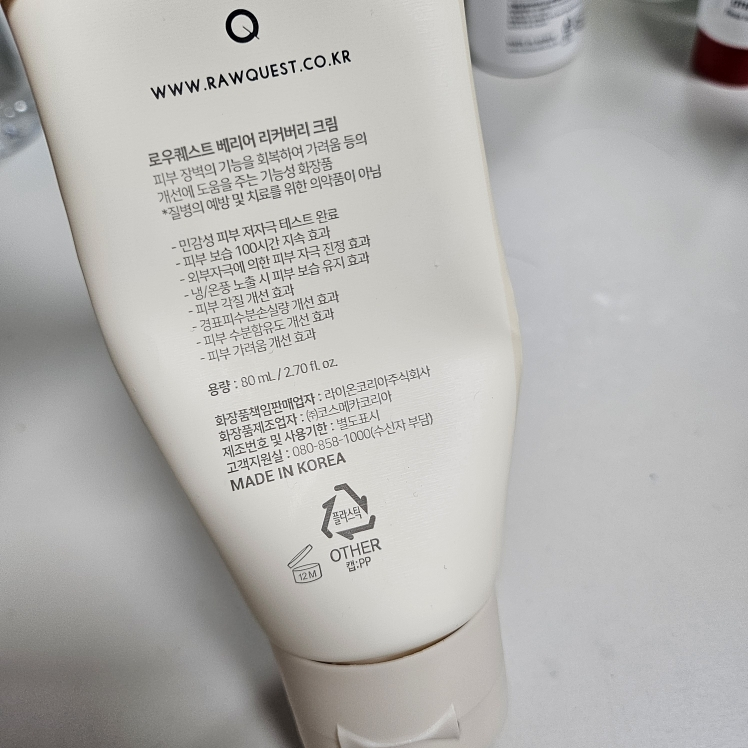 WWW.RAWQUEST.CO.KR
로우퀘스트 베리어 리커버리 크림
피부 장벽의 기능을 회복하여 가려움 등의
개선에 도움을 주는 기능성 화장품
*질병의 예방 및 치료를 위한 의약품이 아님
- 민감성 피부 저자극 테스트 완료
- 피부 보습 100시간 지속 효과
- 외부자극에 의한 피부 자극 진정 효과
- 냉/온풍 노출 시 피부 보습 유지 효과
- 피부 각질 개선 효과
- 경표피수분손실량 개선 효과
- 피부 수분함유도 개선 효과
- 피부 가려움 개선 효과
용량 : 80 mL / 2.70 fl. oz.
화장품책임판매업자 : 라이온코리아주식회사
화장품제조업자 : ㈜코스메카코리아
제조번호 및 사용기한 : 별도표시
고객지원실 : 080-858-1000(수신자 부담)
MADE IN KOREA
플라스틱
OTHER
캡:PP
12M